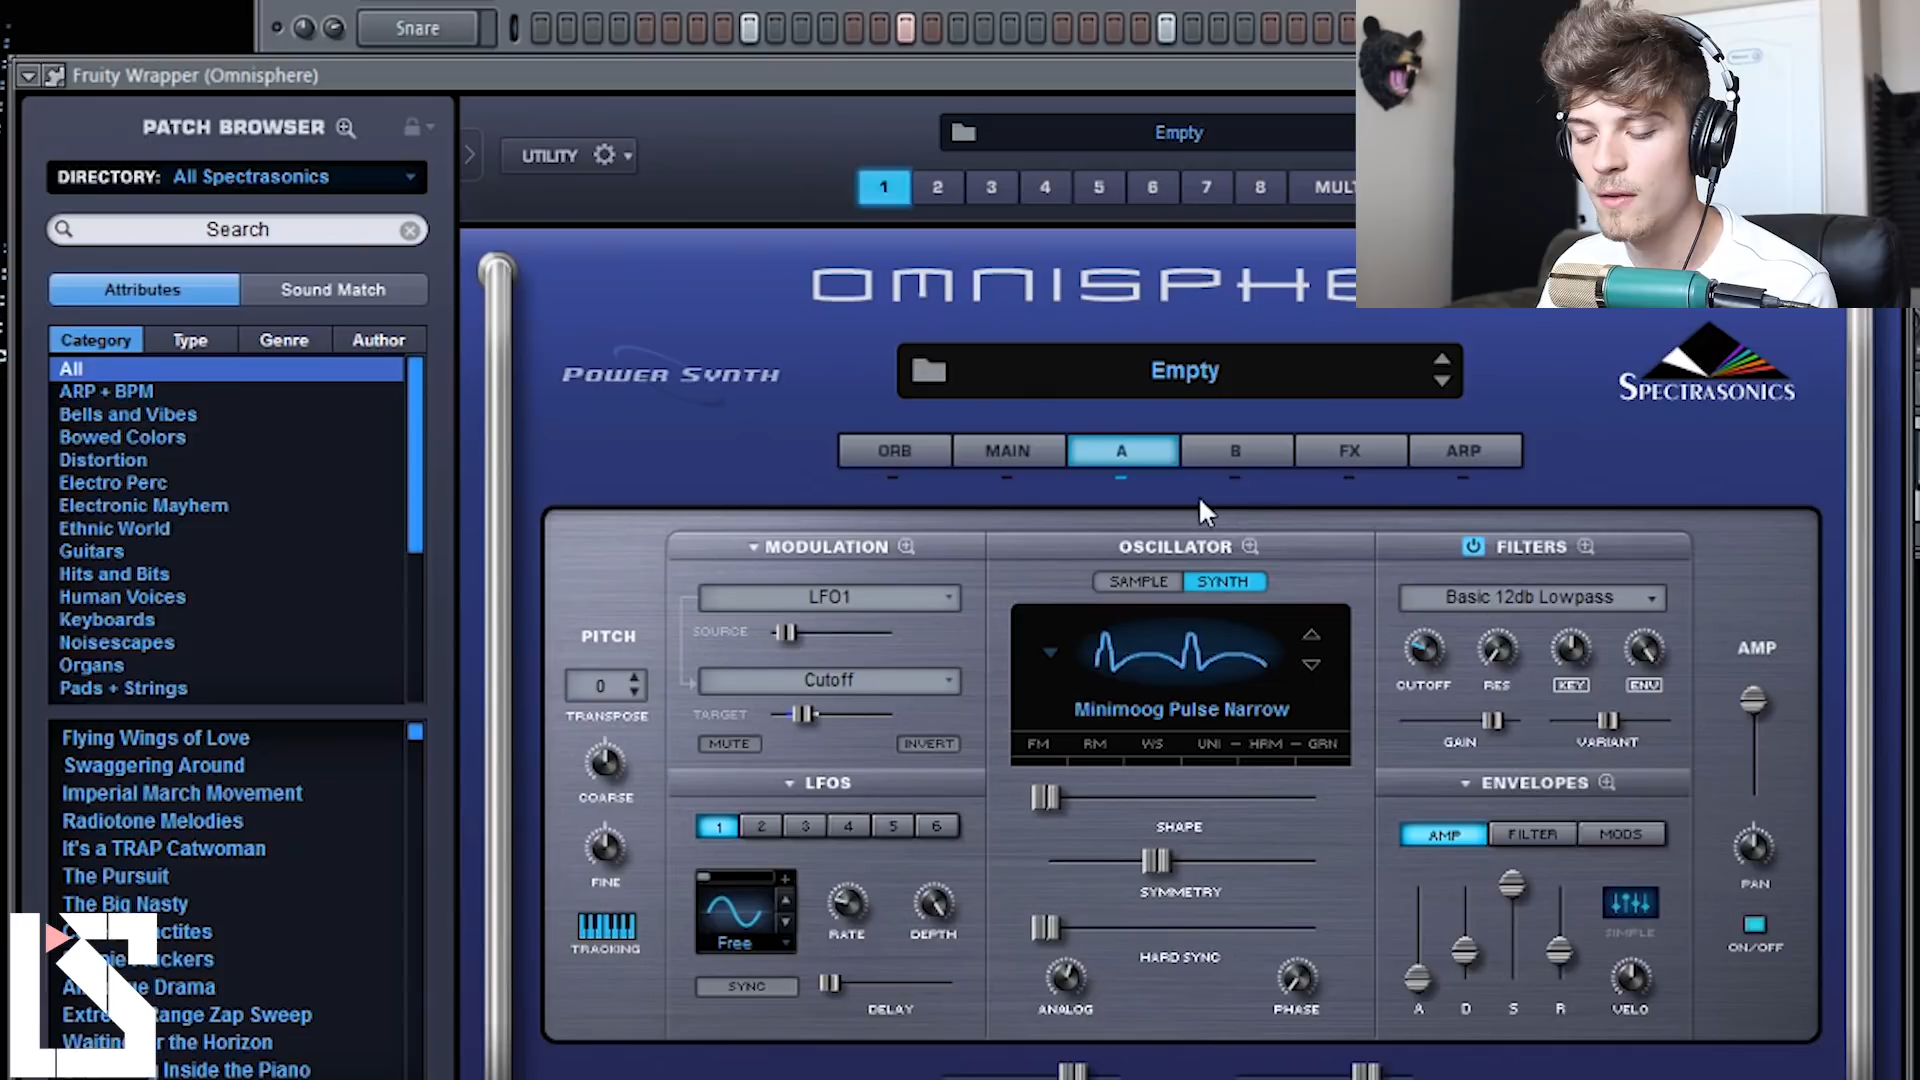 Snare
Fruity Wrapper (Omnisphere)
PATCH BROWSER
DIRECTORY: All Spectrasonics
Search
Attributes
Sound Match
Category
Type
Genre
Author
All
ARP + BPM
Bells and Vibes
Bowed Colors
Distortion
Electro Perc
Electronic Mayhem
Ethnic World
Guitars
Hits and Bits
Human Voices
Keyboards
Noisescapes
Organs
Pads + Strings
Flying Wings of Love
Swaggering Around
Imperial March Movement
Radiotone Melodies
It's a TRAP Catwoman
The Pursuit
The Big Nasty
Drama
Zap Sweep
the Horizon
Inside the Piano
UTILITY
Empty
1 2 3 4 5 6 7 8 MULT
OMNISPHE
POWER SYNTH
Empty
SPECTRASONICS
ORB MAIN A B FX ARP
MODULATION
LFO1
SOURCE
Cutoff
TARGET
MUTE INVERT
PITCH
0
TRANSPOSE
COARSE
FINE
TRACKING
LFOS
1 2 3 4 5 6
Free
RATE DEPTH
SYNC DELAY
OSCILLATOR
SAMPLE SYNTH
Minimoog Pulse Narrow
FM RM WS UNI – HRM – GRN
SHAPE
SYMMETRY
HARD SYNC
ANALOG PHASE
FILTERS
Basic 12db Lowpass
CUTOFF RES KEY ENV
GAIN VARIANT
ENVELOPES
AMP FILTER MODS
SIMPLE
A D S R VELO
AMP
PAN
ON/OFF